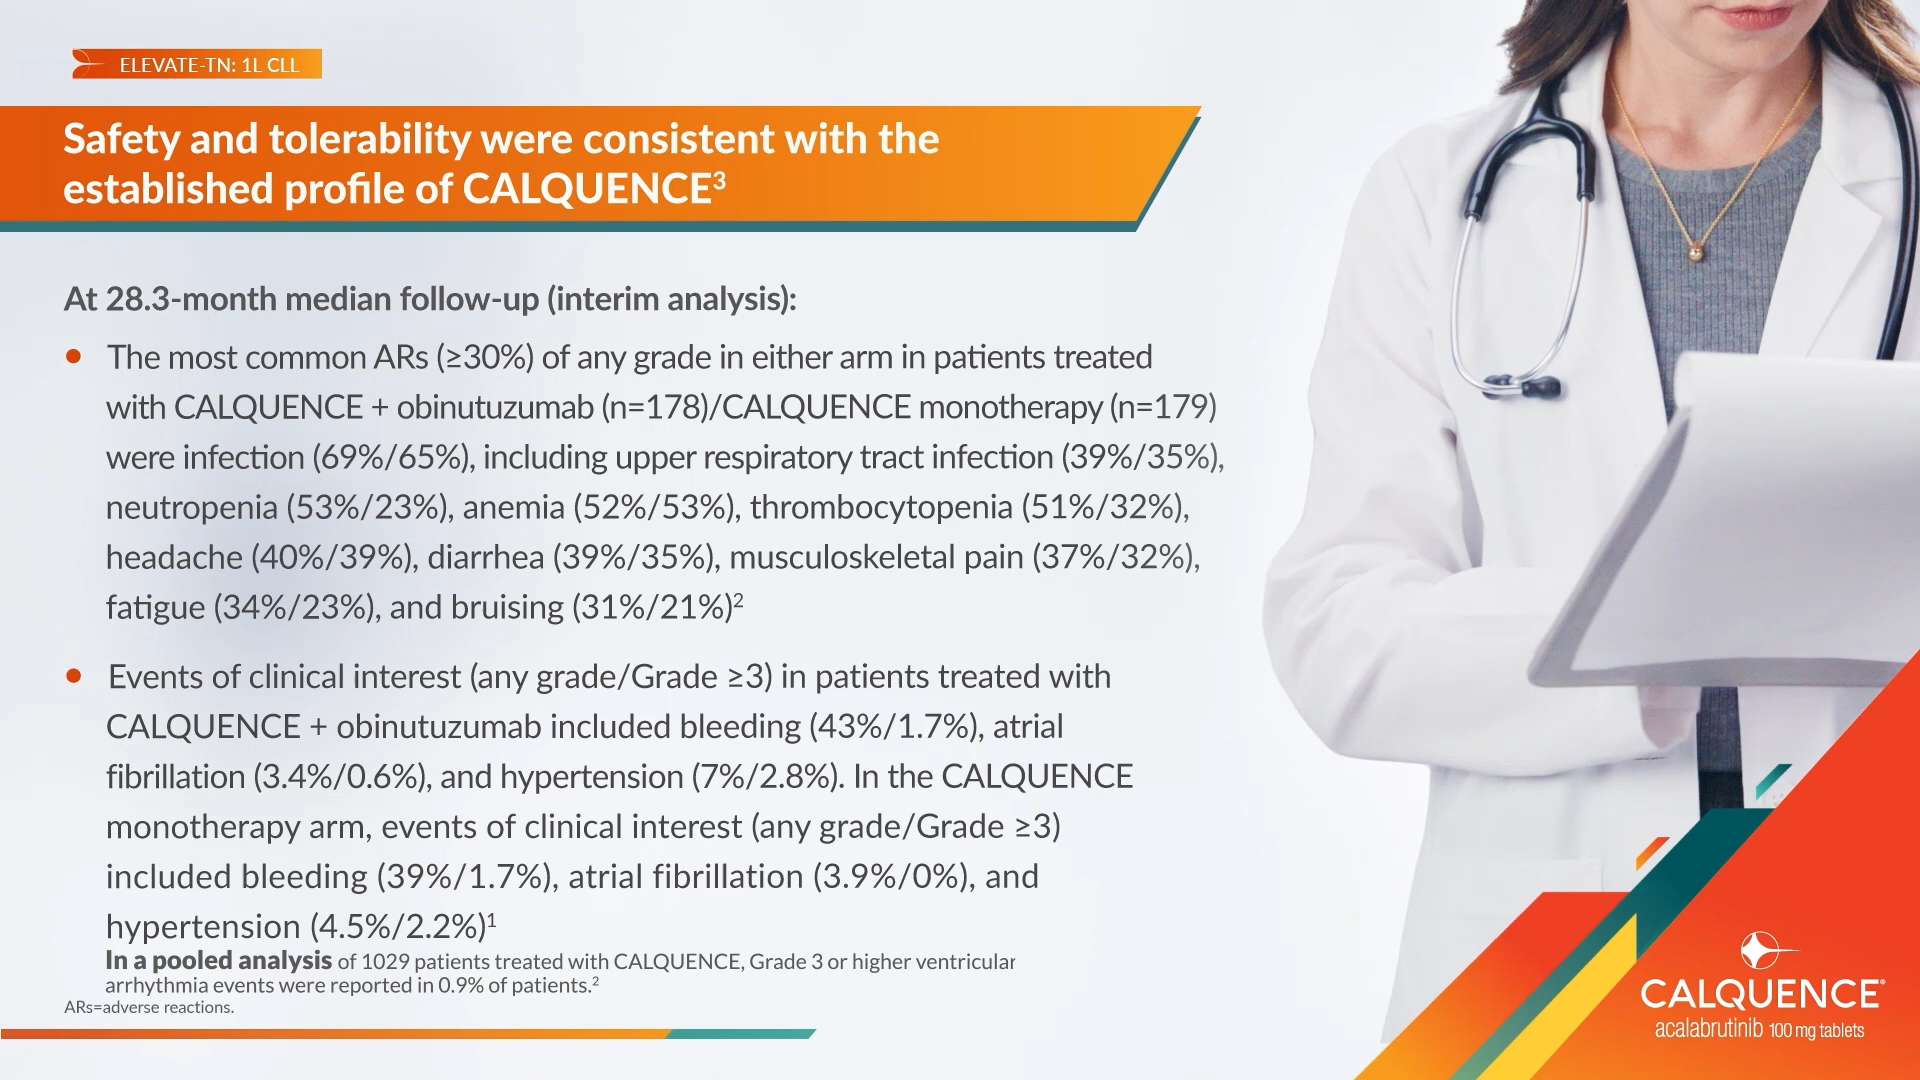 ELEVATE-TN: 1L CLL
Safety and tolerability were consistent with the
established profile of CALQUENCE³
At 28.3-month median follow-up (interim analysis):
• The most common ARs (≥30%) of any grade in either arm in patients treated
with CALQUENCE + obinutuzumab (n=178)/CALQUENCE monotherapy (n=179)
were infection (69%/65%), including upper respiratory tract infection (39%/35%),
neutropenia (53%/23%), anemia (52%/53%), thrombocytopenia (51%/32%),
headache (40%/39%), diarrhea (39%/35%), musculoskeletal pain (37%/32%),
fatigue (34%/23%), and bruising (31%/21%)²
• Events of clinical interest (any grade/Grade ≥3) in patients treated with
CALQUENCE + obinutuzumab included bleeding (43%/1.7%), atrial
fibrillation (3.4%/0.6%), and hypertension (7%/2.8%). In the CALQUENCE
monotherapy arm, events of clinical interest (any grade/Grade ≥3)
included bleeding (39%/1.7%), atrial fibrillation (3.9%/0%), and
hypertension (4.5%/2.2%)¹
In a pooled analysis of 1029 patients treated with CALQUENCE, Grade 3 or higher ventricular
arrhythmia events were reported in 0.9% of patients.²
ARs=adverse reactions.
CALQUENCE®
acalabrutinib 100 mg tablets